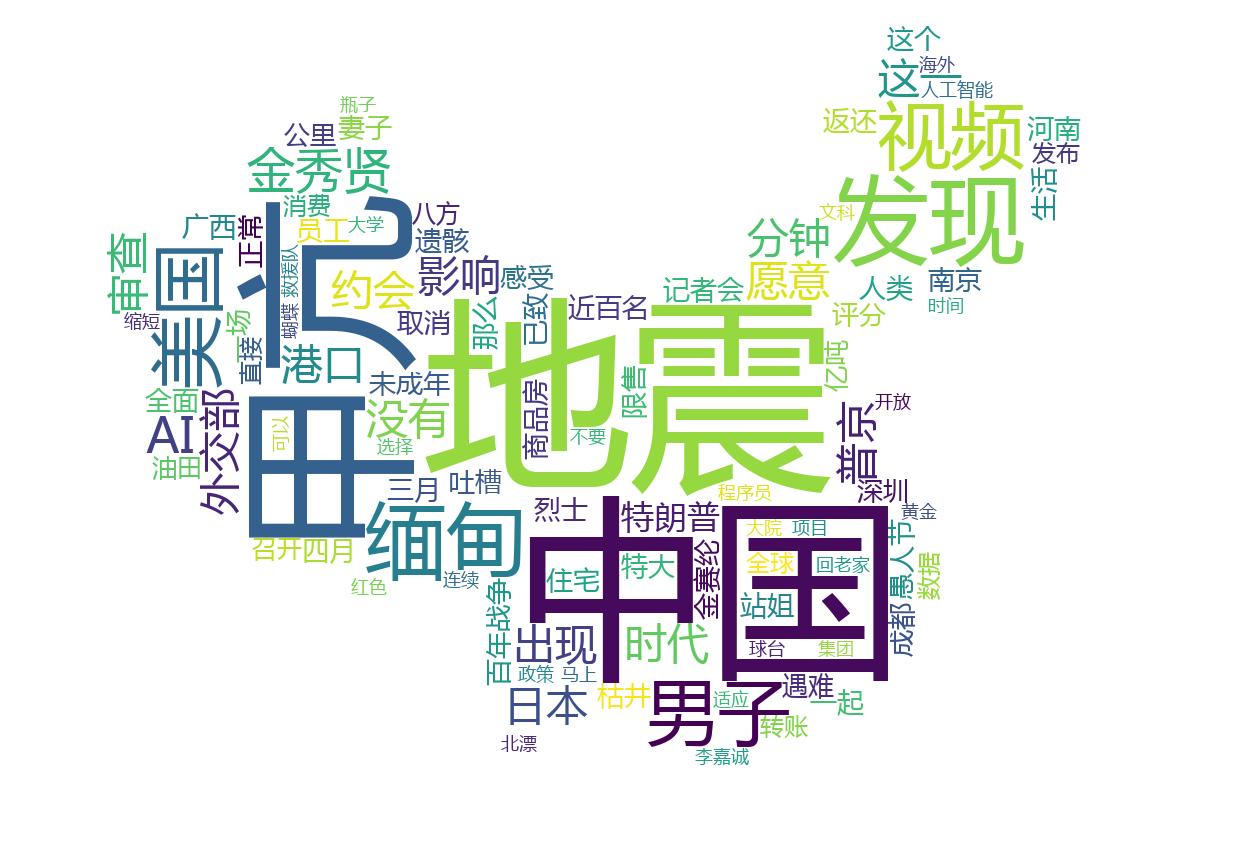 这个
海外
这一
人工智能
瓶子
视频
返还
河南
公里
妻子
发布
金秀贤
发现
生活
消费
文科
八方
广西
正常
员工
大学
分钟
遗骸
审查
美国
影响
感受
人类
南京
救援队
约会
记者会
愿意
时间
近百名
评分
缩短
一场
蝴蝶
取消
那么
已致
直接
港口
未成年
限售
亿吨
全面
外交部
没有
商品房
地震
普京
开放
AI
可以
选择
不要
油田
三月
吐槽
程序员
深圳
烈士
特朗普
黄金
缅甸
大院
项目
愚人节
召开
四月
中国
金赛纶
特大
全球
回老家
数据
连续
住宅
红色
百年战争
站姐
成都
出现
时代
球台
集团
政策
马上
日本
枯井
男子
适应
遇难
一起
转账
北漂
李嘉诚